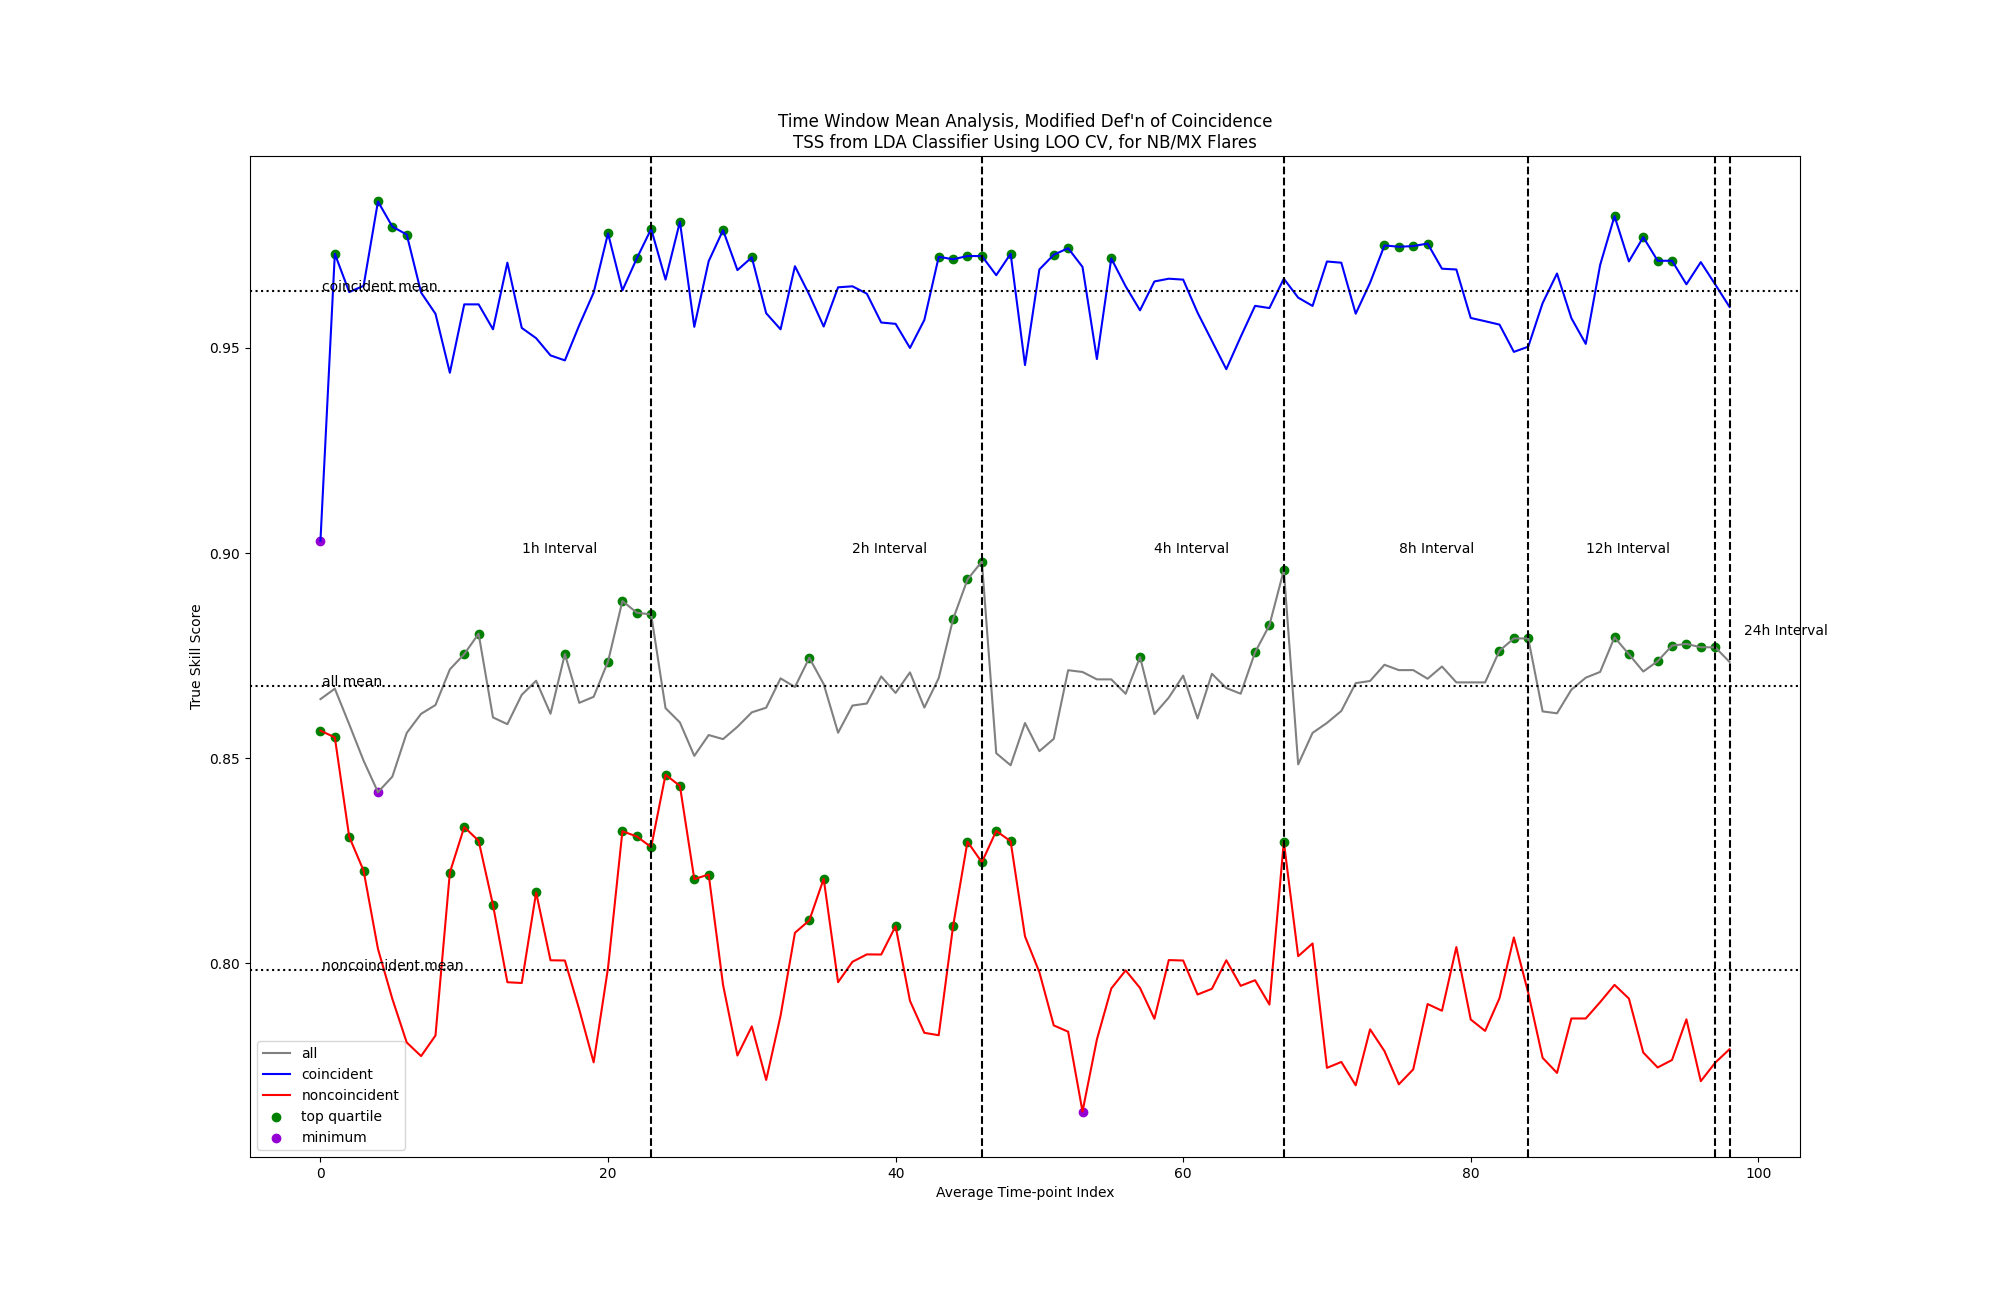 Time Window Mean Analysis, Modified Def'n of Coincidence
TSS from LDA Classifier Using LOO CV, for NB/MX Flares
True Skill Score
0.95
0.90
0.85
0.80
coincident mean
1h Interval
2h Interval
4h Interval
8h Interval
12h Interval
24h Interval
all mean
noncoincident mean
all
coincident
noncoincident
top quartile
minimum
0
20
40
60
80
100
Average Time-point Index